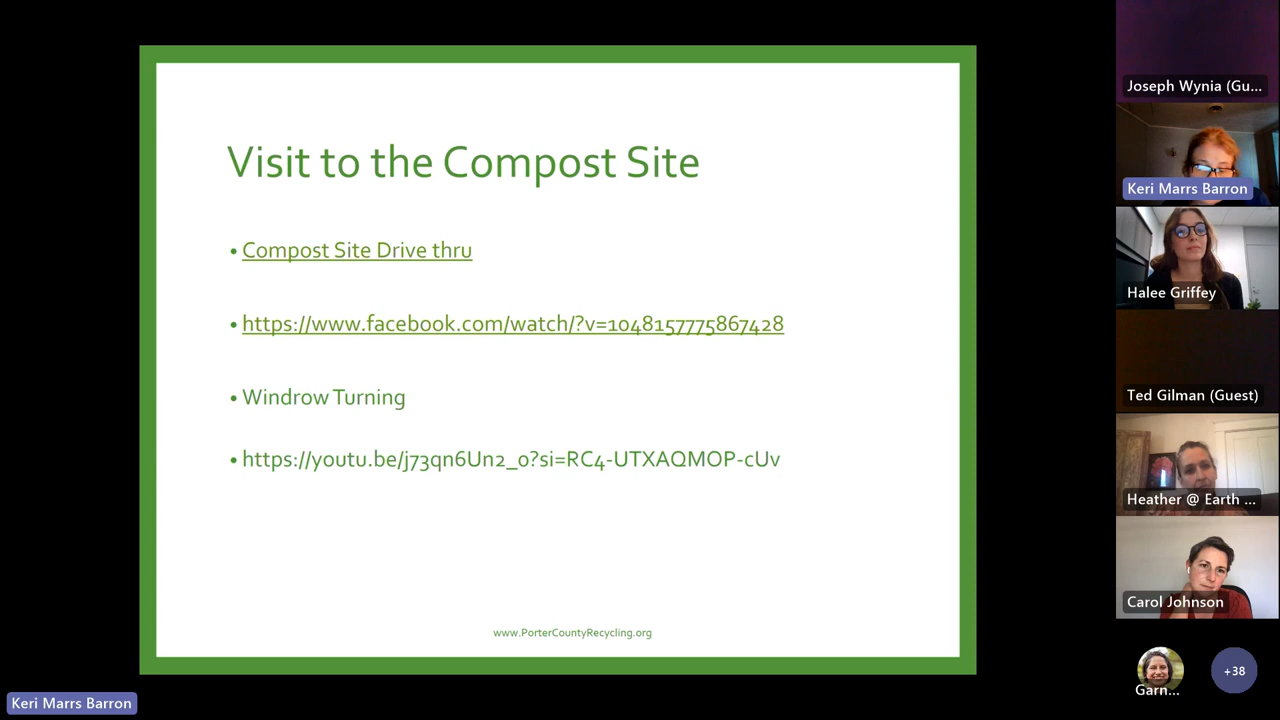 Visit to the Compost Site
• Compost Site Drive thru
• https://www.facebook.com/watch/?v=1048157775867428
• Windrow Turning
• https://youtu.be/j73qn6Un2_0?si=RC4-UTXAQMOP-cUv
www.PorterCountyRecycling.org
Keri Marrs Barron
Joseph Wynia (Gu...
Keri Marrs Barron
Halee Griffey
Ted Gilman (Guest)
Heather @ Earth ...
Carol Johnson
Garn...
+38